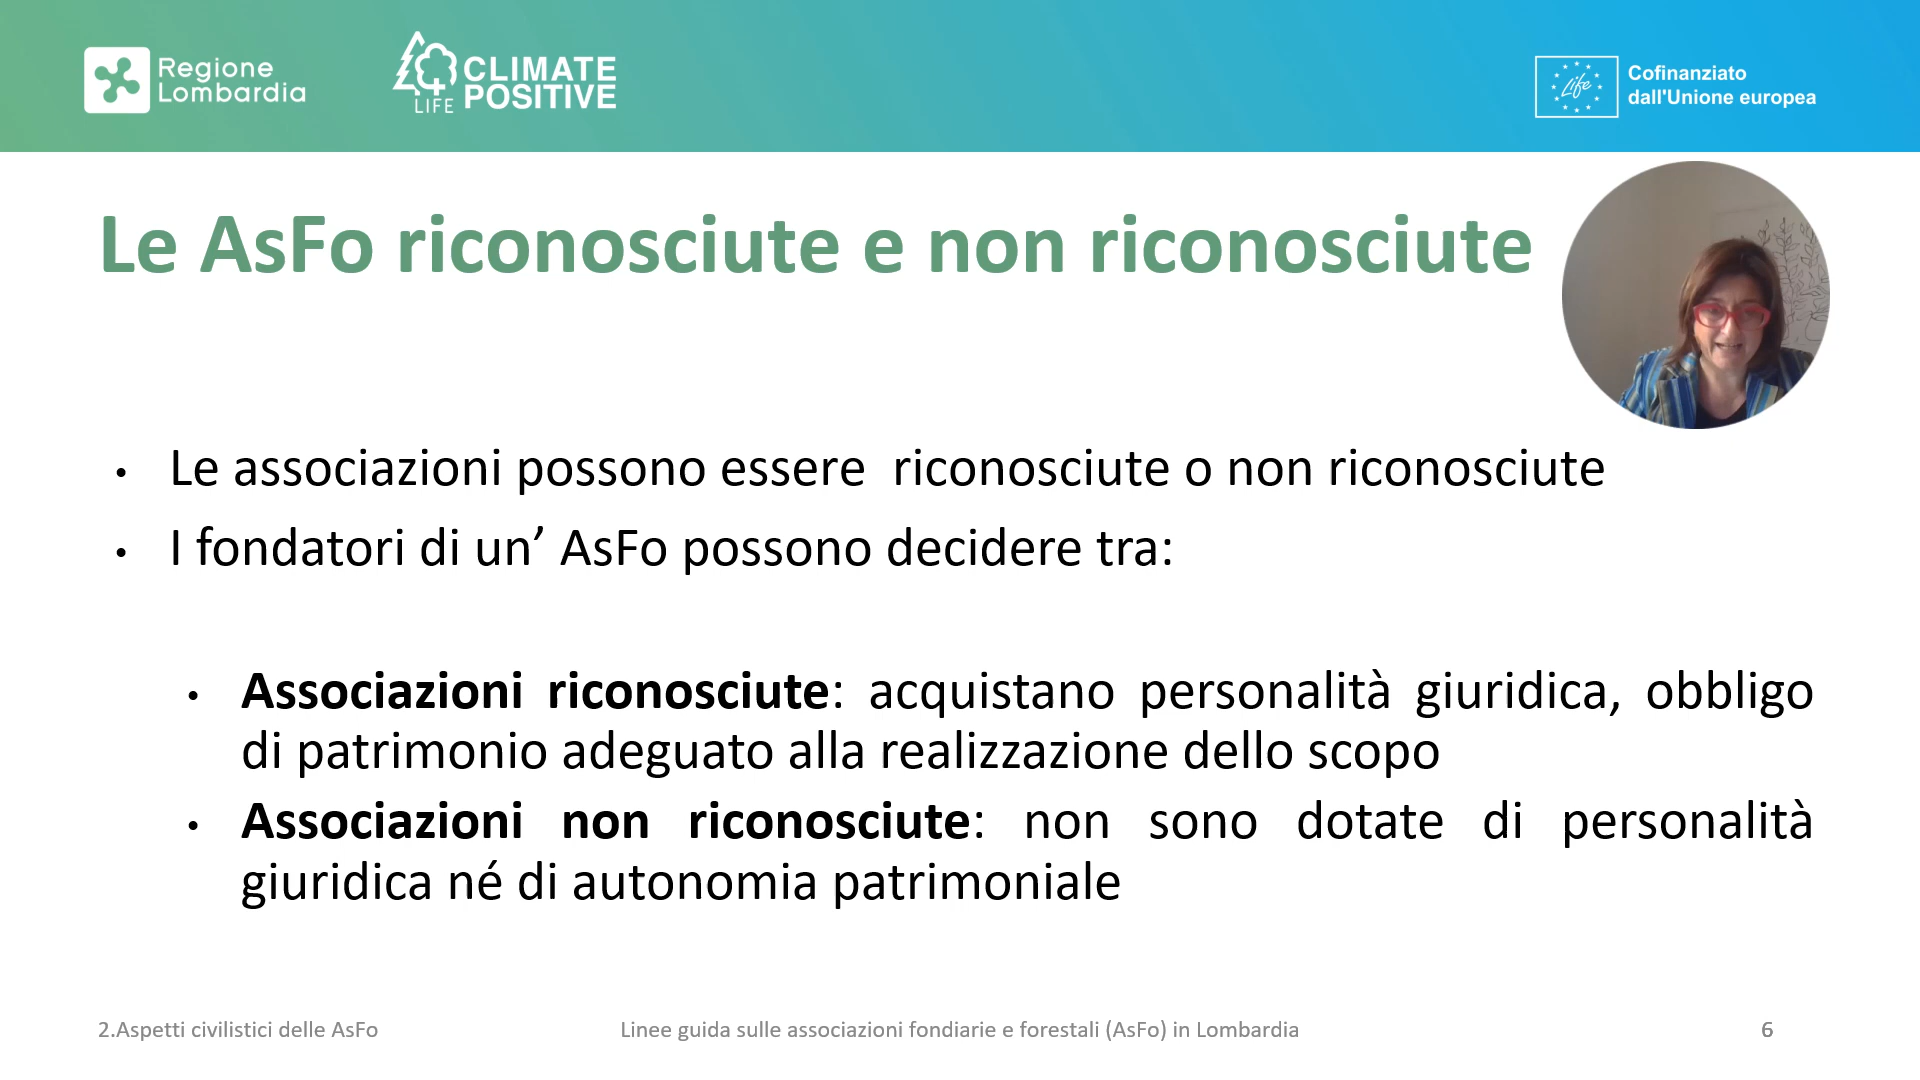 Regione
Lombardia
LIFE
CLIMATE
POSITIVE
Life
Cofinanziato
dall'Unione europea
Le AsFo riconosciute e non riconosciute
• Le associazioni possono essere  riconosciute o non riconosciute
• I fondatori di un’ AsFo possono decidere tra:
• Associazioni riconosciute: acquistano personalità giuridica, obbligo
di patrimonio adeguato alla realizzazione dello scopo
• Associazioni non riconosciute: non sono dotate di personalità
giuridica né di autonomia patrimoniale
2.Aspetti civilistici delle AsFo
Linee guida sulle associazioni fondiarie e forestali (AsFo) in Lombardia
6